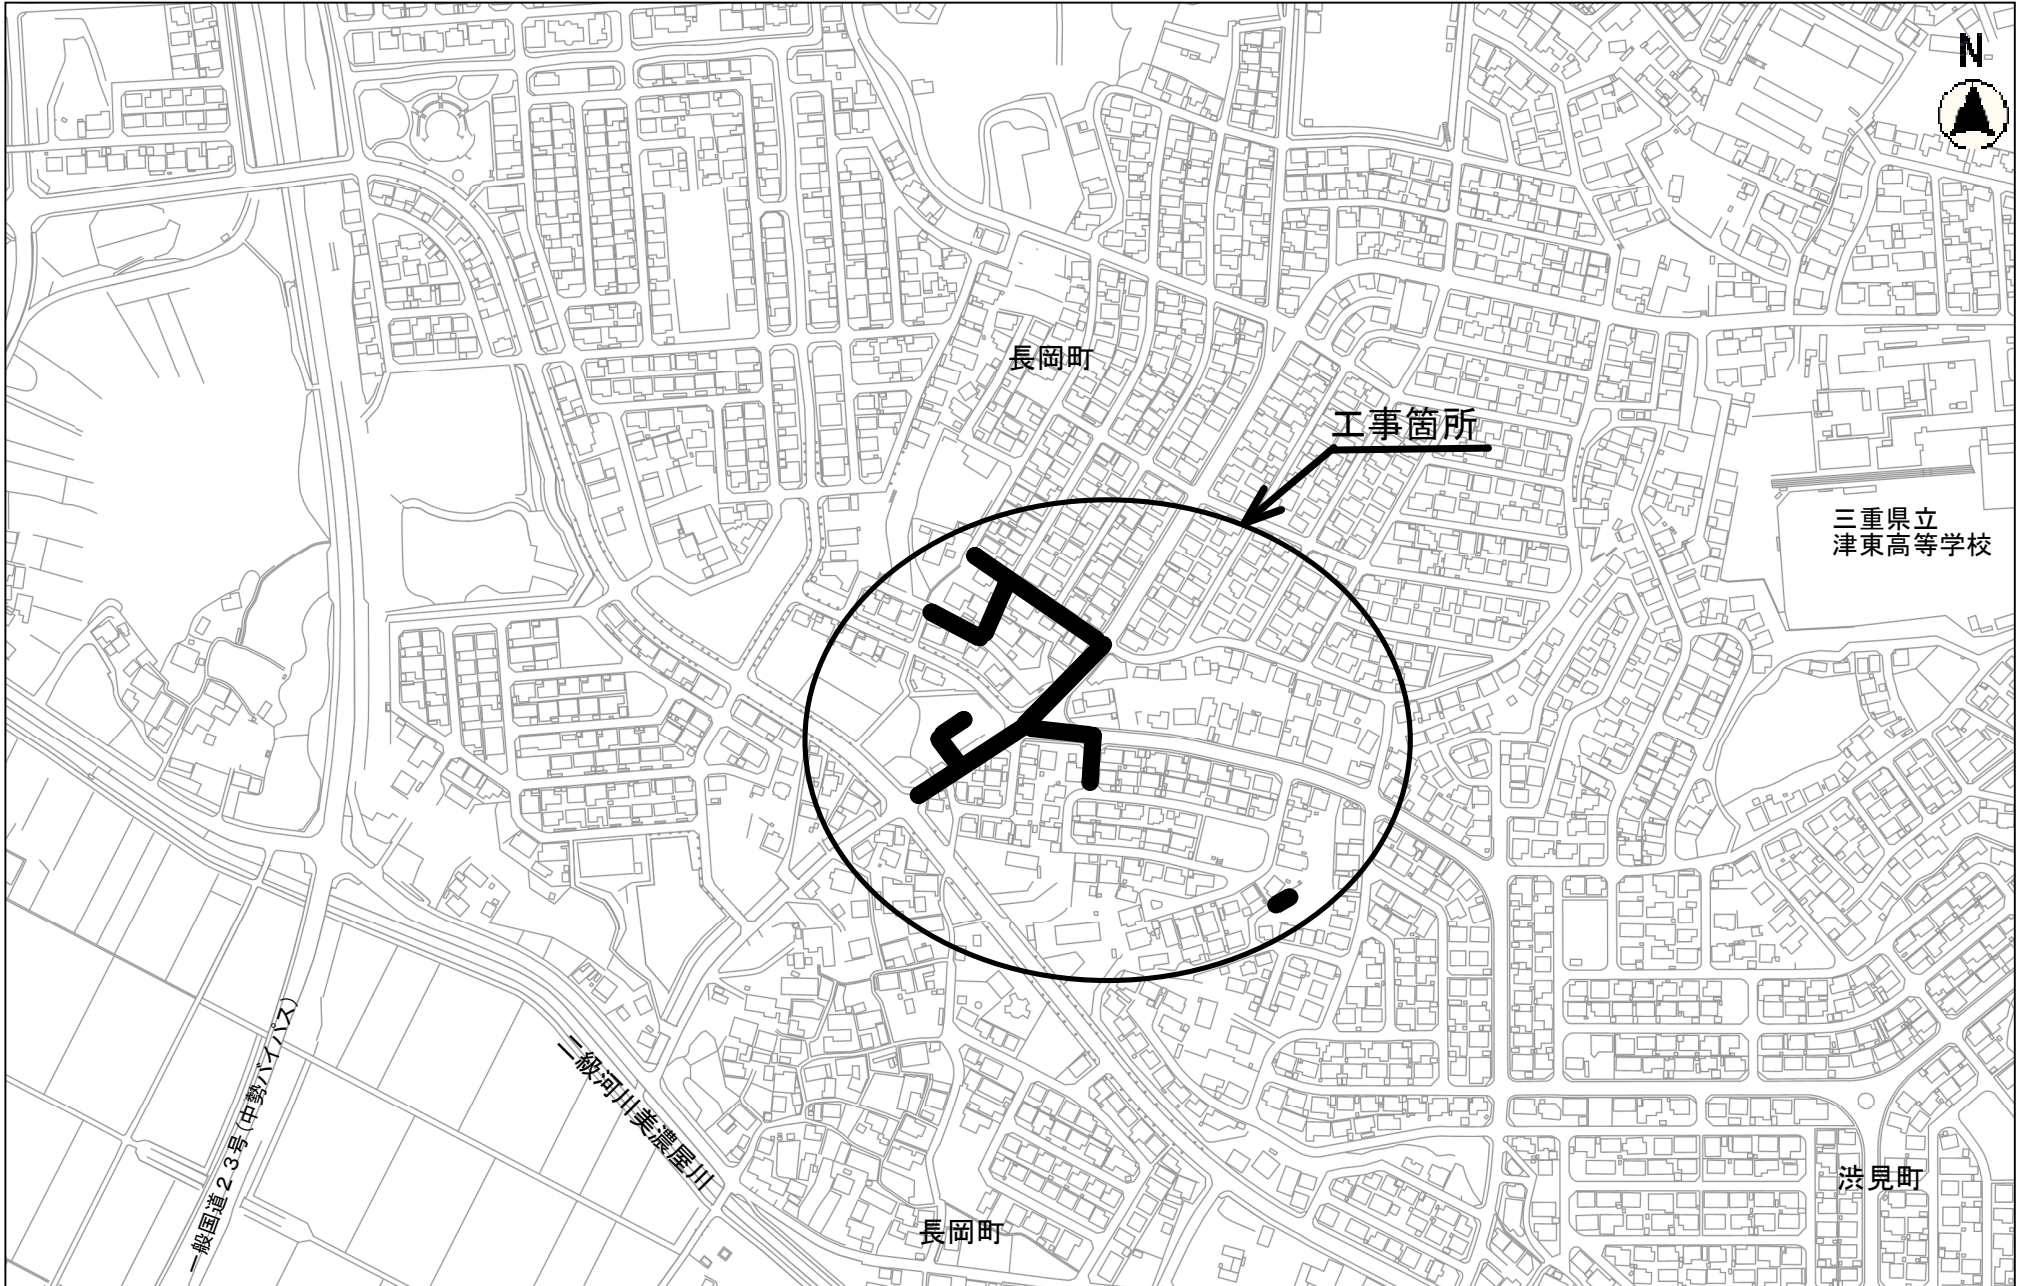 N
長岡町
工事箇所
三重県立
津東高等学校
一般国道23号(中勢バイパス)
二級河川美濃屋川
渋見町
長岡町